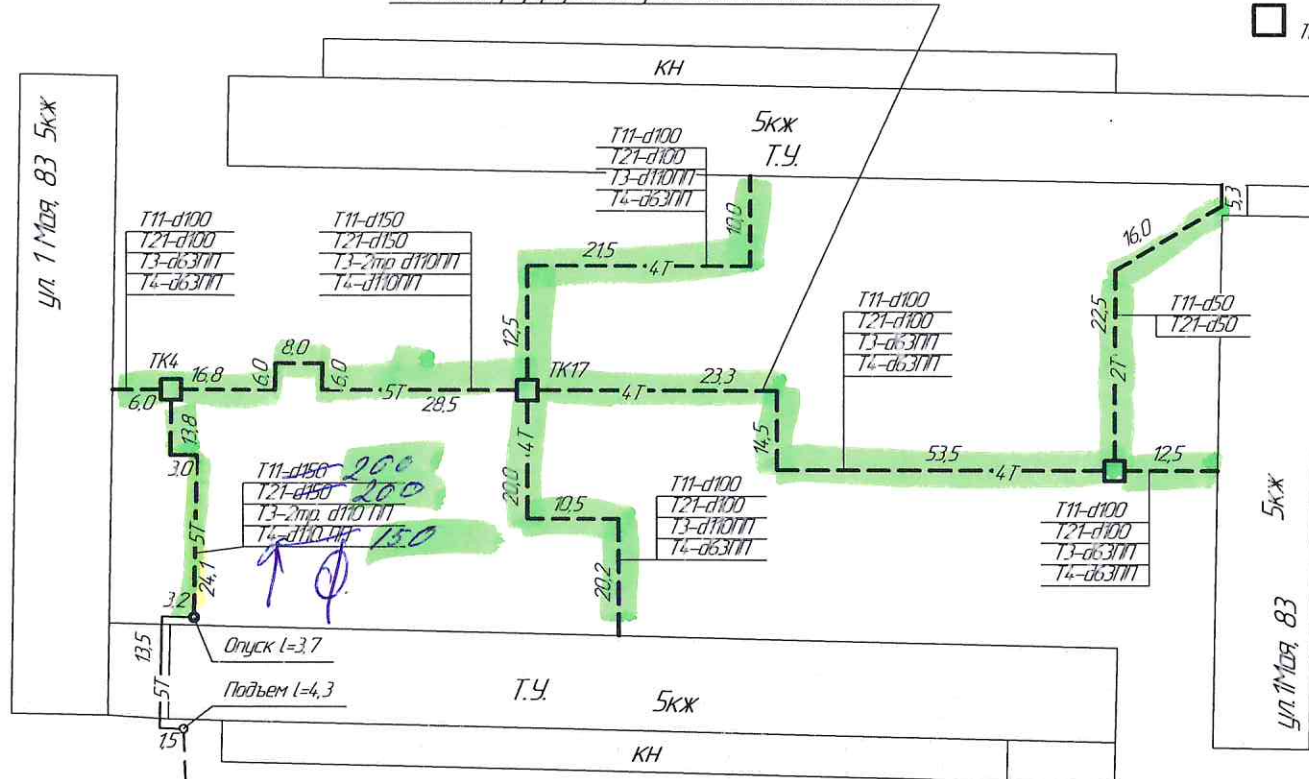 КН
5кж
Т.У.
ул. 1 Мая, 83 5кж
Т11-d100
Т21-d100
Т3-d110ПП
Т4-d63ПП
10,0
21,5
4Т
12,5
Т11-d100
Т21-d100
Т3-d63ПП
Т4-d63ПП
Т11-d150
Т21-d150
Т3-2тр. d110ПП
Т4-d110ПП
5,3
16,0
22,5
Т11-d50
Т21-d50
2Т
Т11-d100
Т21-d100
Т3-d63ПП
Т4-d63ПП
ТК4
16,8
6,0
8,0
6,0
5Т
28,5
ТК17
4Т
23,3
14,5
6,0
13,8
3,0
53,5
4Т
12,5
Т11-d150 200
Т21-d150 200
Т3-2тр. d110 ПП
Т4-d110 ПП 150
4Т
20,0
10,5
20,2
Т11-d100
Т21-d100
Т3-d110ПП
Т4-d63ПП
Т11-d100
Т21-d100
Т3-d63ПП
Т4-d63ПП
5Т
24,1
3,2
Опуск l=3,7
13,5
5Т
Подъем l=4,3
1,5
Т.У.
5кж
КН
ул. 1 Мая, 83 5кж